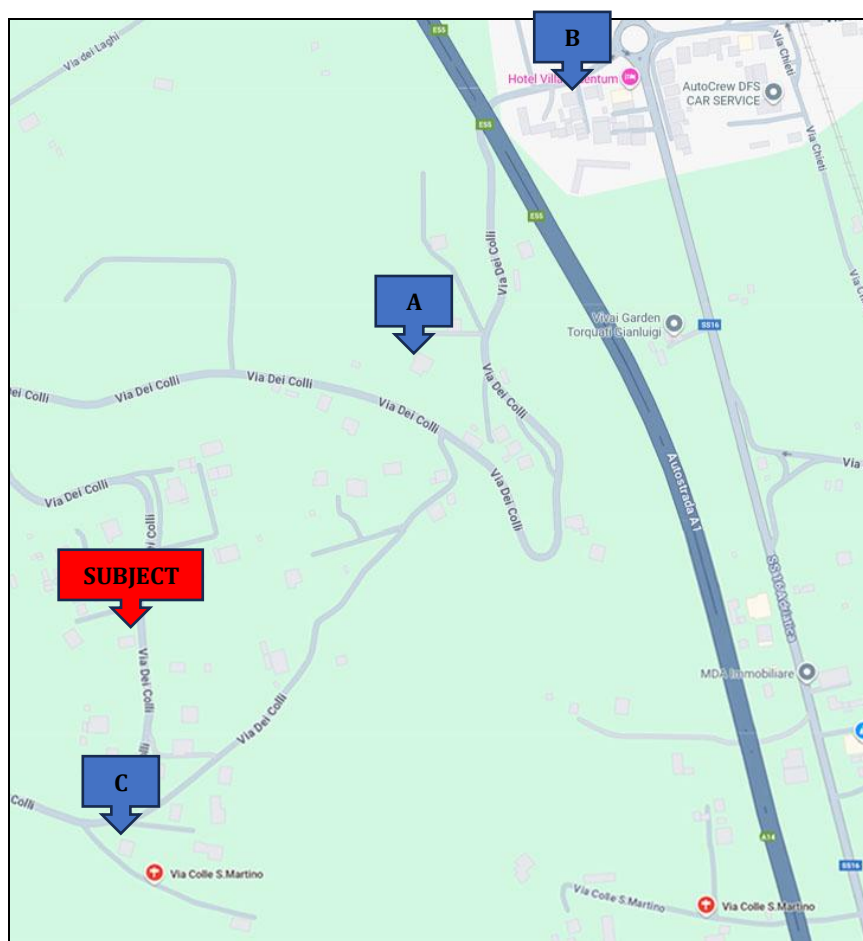 E55
B
Via dei Laghi
Hotel Villa
entum
AutoCrew DFS
CAR SERVICE
Via Chieti
E55
Via Chieti
E55
Via Dei Colli
A
Vivai Garden
Torquati Gianluigi
SS16
Via Dei Colli
Via Dei Colli
Via Dei Colli
Via Dei Colli
Via Dei Colli
Via Dei Colli
Autostrada A1
Via
Via Dei Colli
SUBJECT
SS16 Adriatica
Via Dei Colli
MDA Immobiliare
Via Dei Colli
C
Colli
A14
SS16
Via Colle S.Martino
Via Colle S.Martino
Via Colle S.Martino